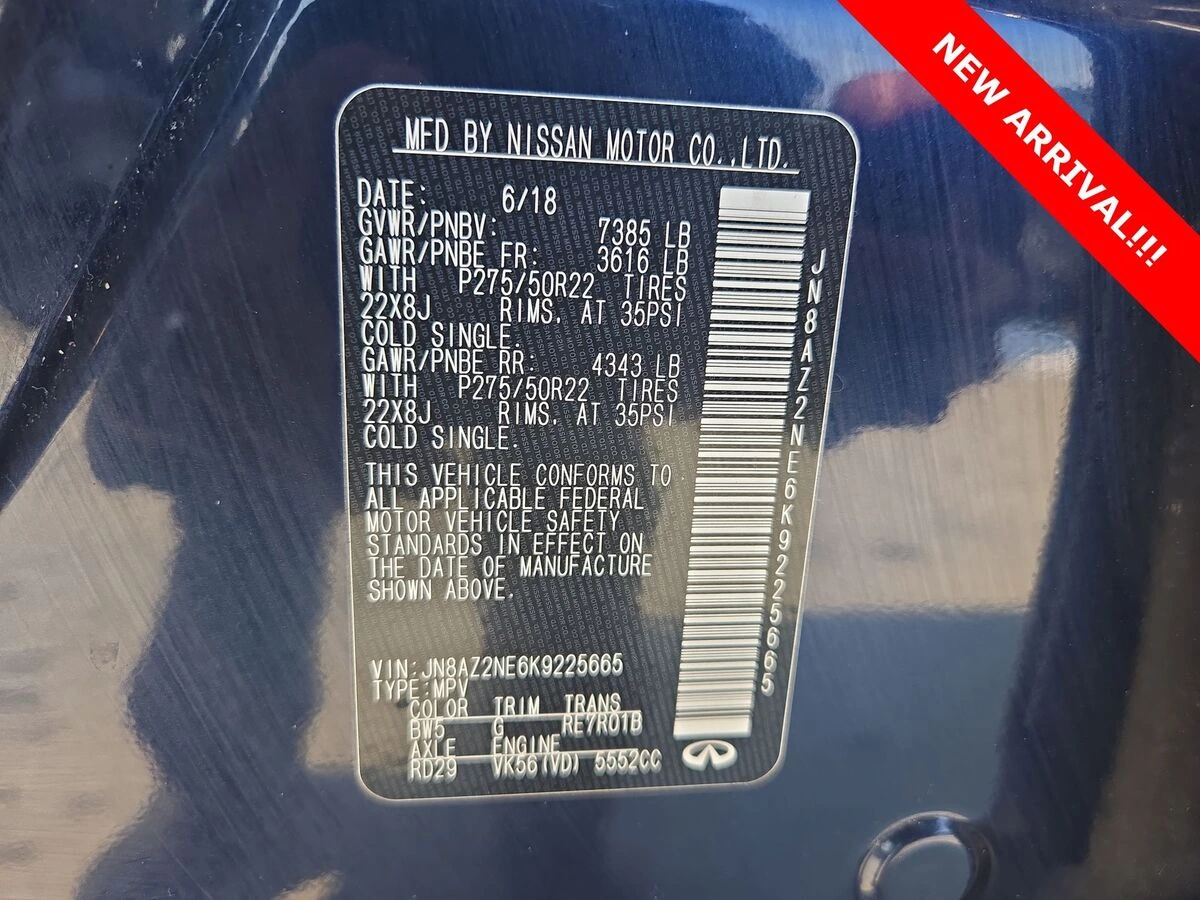 NEW ARRIVAL!!!
MFD BY NISSAN MOTOR CO.,LTD.
DATE: 6/18
GVWR/PNBV: 7385 LB
GAWR/PNBE FR: 3616 LB
WITH P275/50R22 TIRES
22X8J RIMS. AT 35PSI
COLD SINGLE.
GAWR/PNBE RR: 4343 LB
WITH P275/50R22 TIRES
22X8J RIMS. AT 35PSI
COLD SINGLE.
THIS VEHICLE CONFORMS TO
ALL APPLICABLE FEDERAL
MOTOR VEHICLE SAFETY
STANDARDS IN EFFECT ON
THE DATE OF MANUFACTURE
SHOWN ABOVE.
VIN:JN8AZ2NE6K9225665
TYPE:MPV
COLOR TRIM TRANS
BW5 G RE7R01B
AXLE ENGINE
RD29 VK56(VD) 5552CC
JN8AZ2NE6K9225665